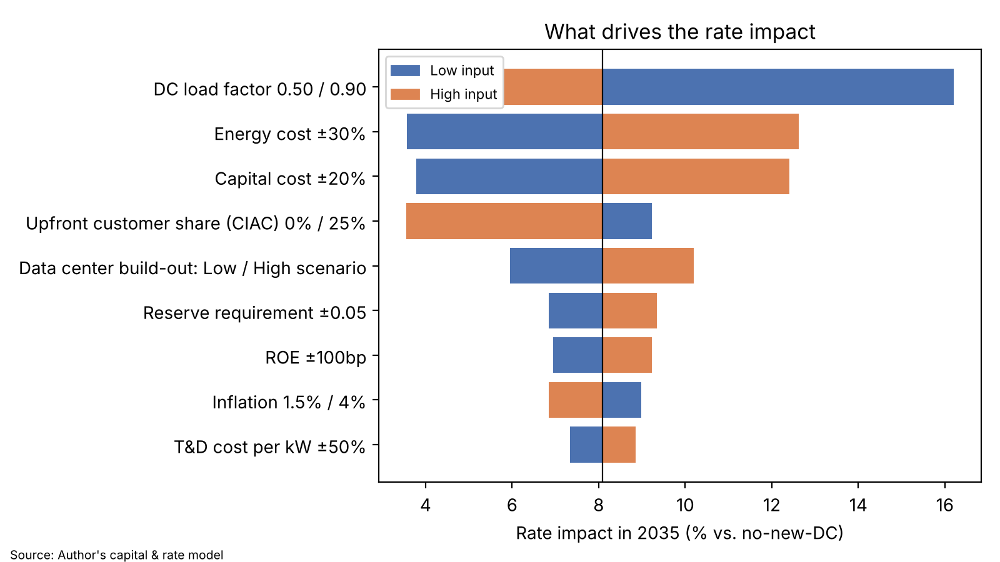 What drives the rate impact
Low input
High input
DC load factor 0.50 / 0.90
Energy cost ±30%
Capital cost ±20%
Upfront customer share (CIAC) 0% / 25%
Data center build-out: Low / High scenario
Reserve requirement ±0.05
ROE ±100bp
Inflation 1.5% / 4%
T&D cost per kW ±50%
4 6 8 10 12 14 16
Rate impact in 2035 (% vs. no-new-DC)
Source: Author's capital & rate model